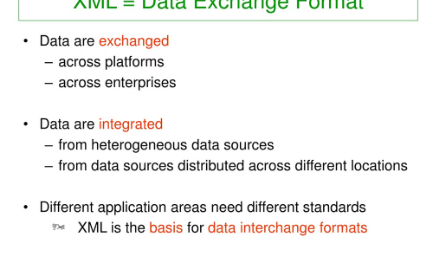 XML = Data Exchange Format
• Data are exchanged
– across platforms
– across enterprises
• Data are integrated
– from heterogeneous data sources
– from data sources distributed across different locations
• Different application areas need different standards
XML is the basis for data interchange formats